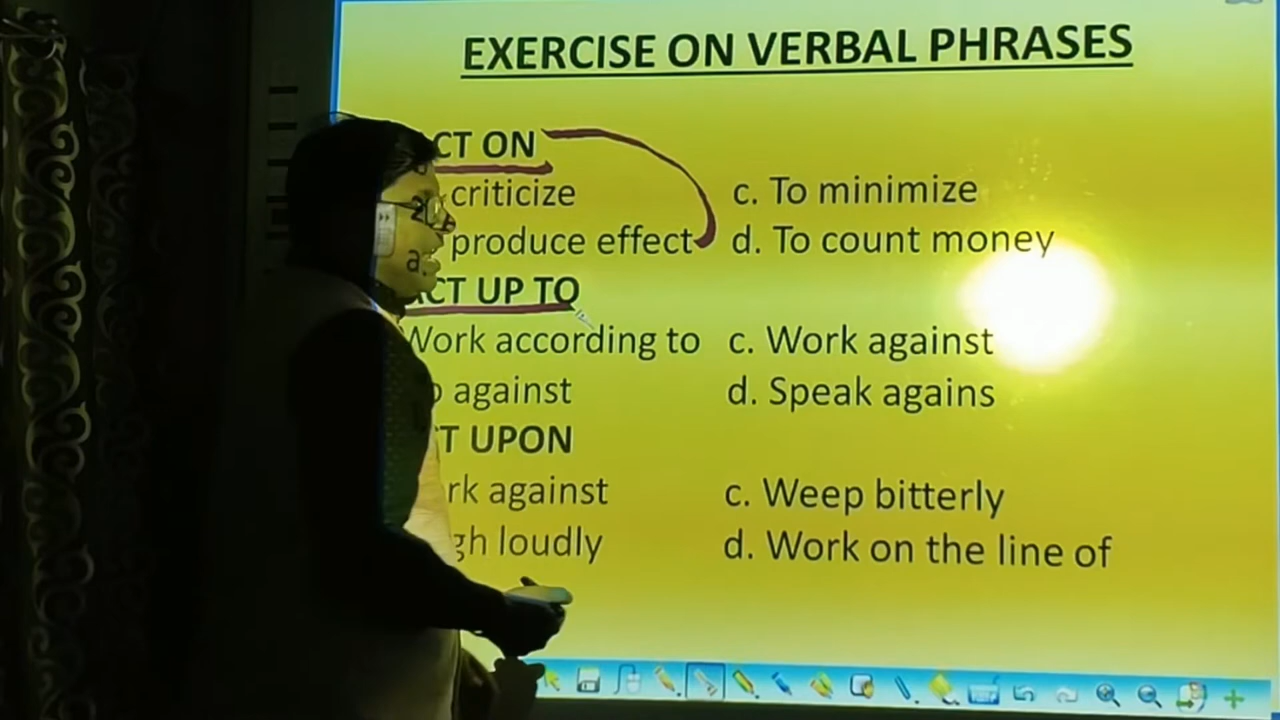 EXERCISE ON VERBAL PHRASES
CT ON
criticize c. To minimize
produce effect d. To count money
a.
ACT UP TO
Work according to c. Work against
against d. Speak agains
T UPON
rk against c. Weep bitterly
gh loudly d. Work on the line of